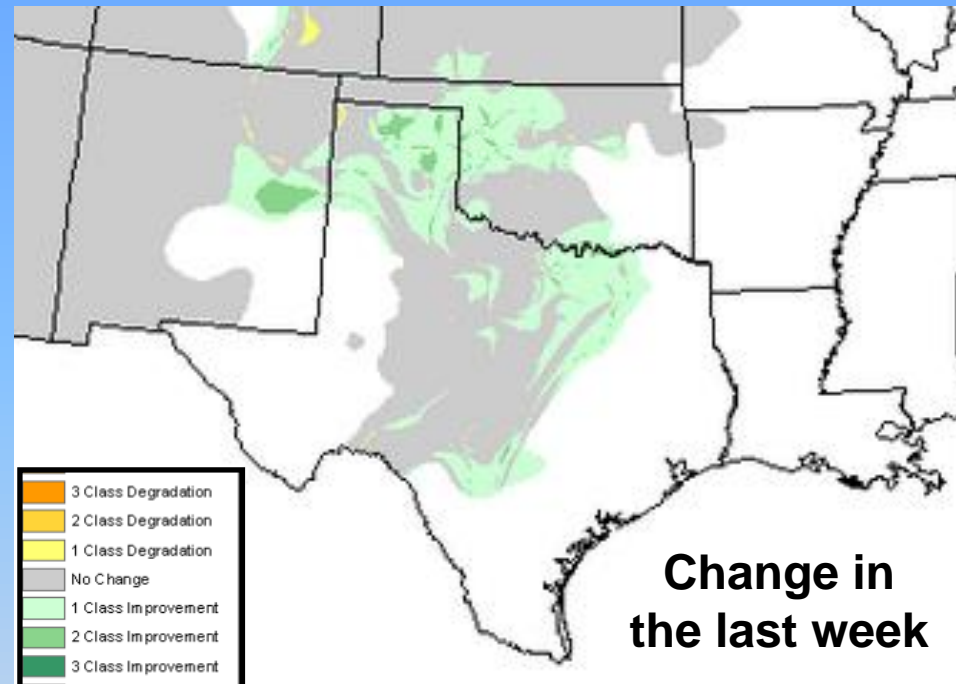 3 Class Degradation
2 Class Degradation
1 Class Degradation
No Change
1 Class Improvement
2 Class Improvement
3 Class Improvement
Change in
the last week